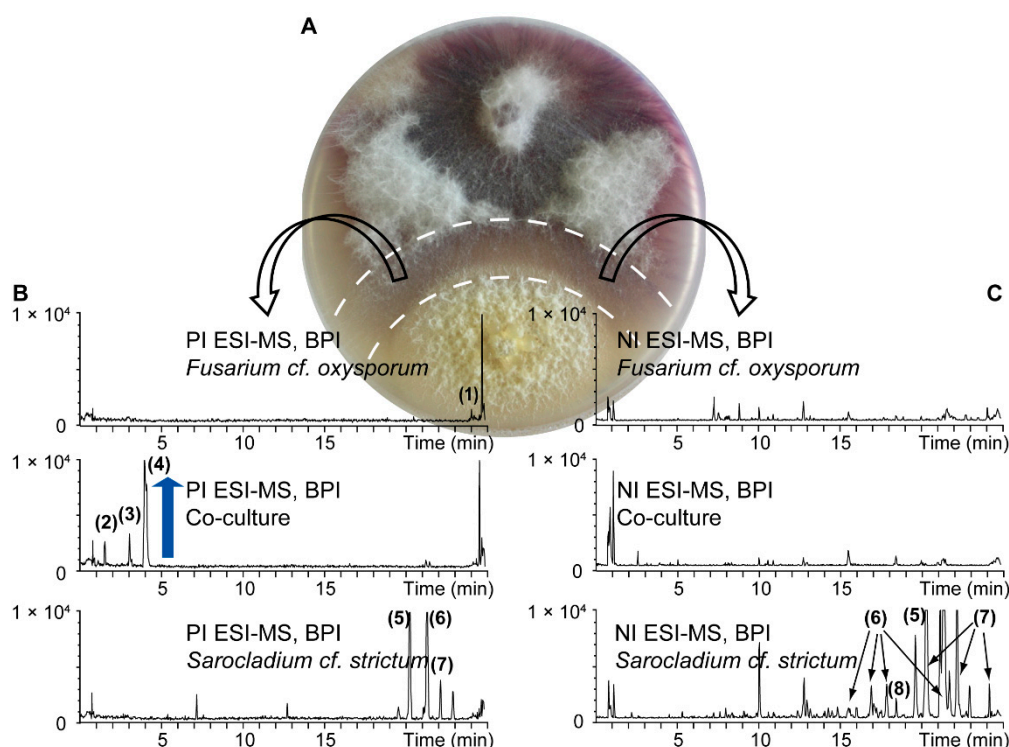 A
B
1 × 10⁴
PI ESI-MS, BPI
Fusarium cf. oxysporum
(1)
0
5
10
15
Time (min)
C
1 × 10⁴
NI ESI-MS, BPI
Fusarium cf. oxysporum
0
5
10
15
Time (min)
1 × 10⁴
(2)
(3)
(4)
PI ESI-MS, BPI
Co-culture
0
5
10
15
Time (min)
1 × 10⁴
NI ESI-MS, BPI
Co-culture
0
5
10
15
Time (min)
1 × 10⁴
PI ESI-MS, BPI
Sarocladium cf. strictum
(5)
(6)
(7)
0
5
10
15
Time (min)
1 × 10⁴
NI ESI-MS, BPI
Sarocladium cf. strictum
(6)
(5)
(7)
(8)
0
5
10
15
Time (min)